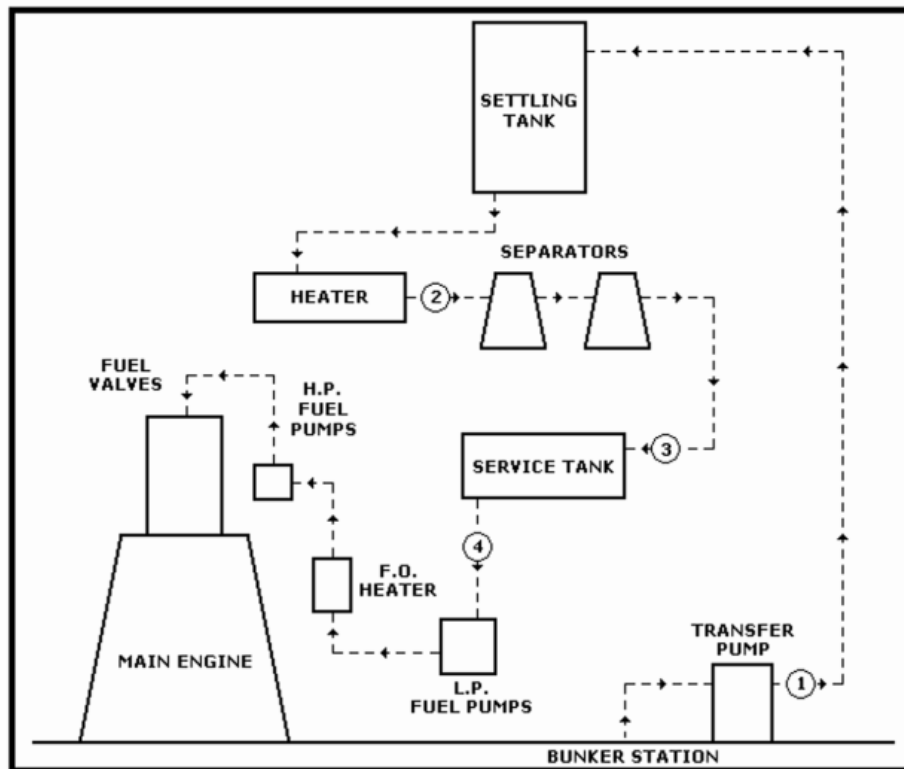 SETTLING
TANK
SEPARATORS
HEATER
2
FUEL
VALVES
H.P.
FUEL
PUMPS
3
SERVICE TANK
4
F.O.
HEATER
TRANSFER
PUMP
MAIN ENGINE
1
L.P.
FUEL PUMPS
BUNKER STATION